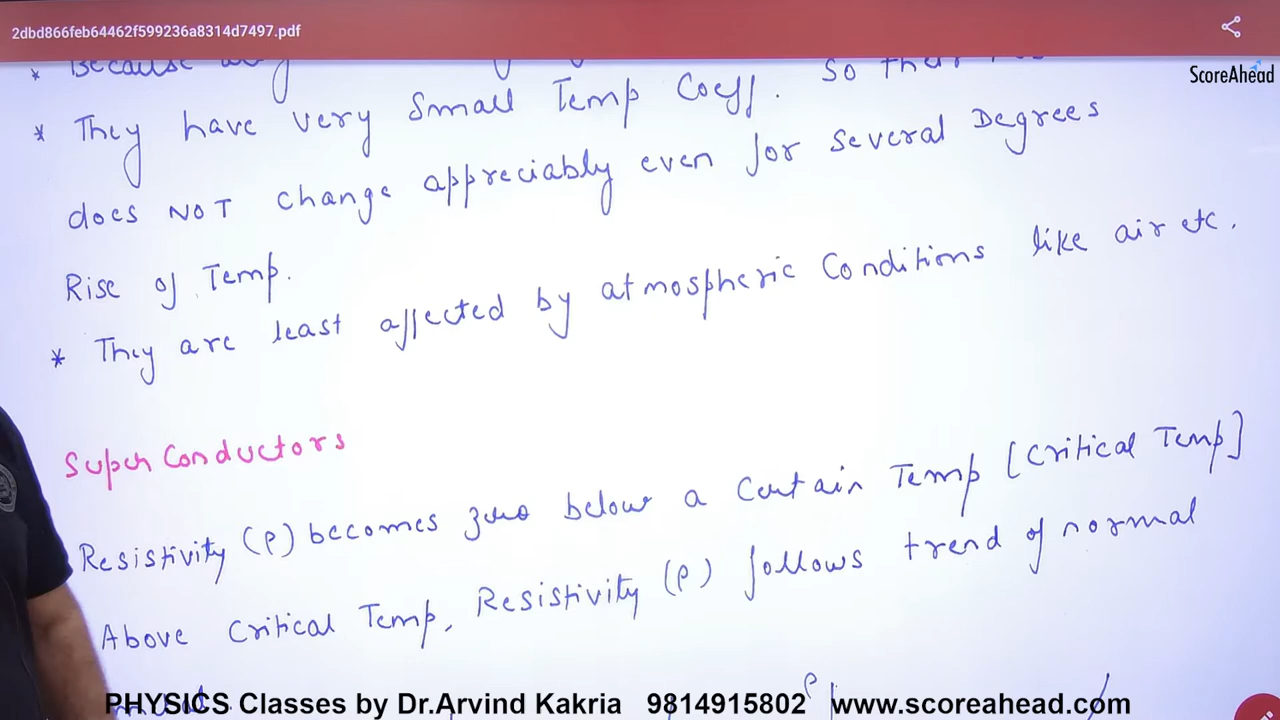 2dbd866feb64462f599236a8314d7497.pdf
ScoreAhead
* Because
* They have very small Temp Coeff. So their
does NOT change appreciably even for several Degrees
Rise of Temp.
* They are least affected by atmospheric Conditions like air etc.
Super Conductors
Resistivity (ρ) becomes zero below a Certain Temp [Critical Temp]
Above Critical Temp, Resistivity (ρ) follows trend of normal
ρ
PHYSICS Classes by Dr.Arvind Kakria 9814915802 www.scoreahead.com